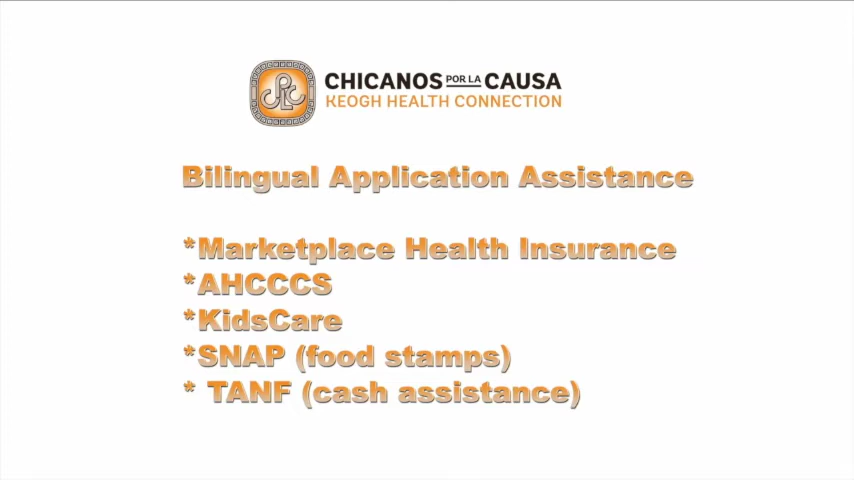 CPLC
CHICANOS POR LA CAUSA
KEOGH HEALTH CONNECTION
Bilingual Application Assistance
*Marketplace Health Insurance
*AHCCCS
*KidsCare
*SNAP (food stamps)
* TANF (cash assistance)